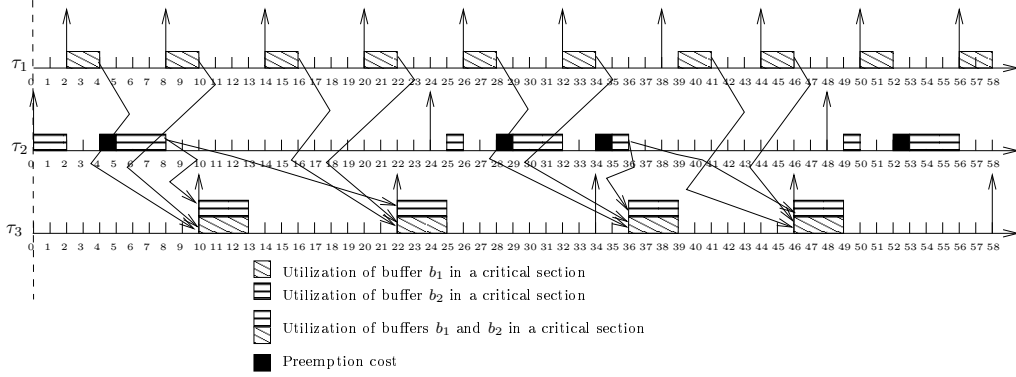 τ₁
0 1 2 3 4 5 6 7 8 9 10 11 12 13 14 15 16 17 18 19 20 21 22 23 24 25 26 27 28 29 30 31 32 33 34 35 36 37 38 39 40 41 42 43 44 45 46 47 48 49 50 51 52 53 54 55 56 57 58
τ₂
0 1 2 3 4 5 6 7 8 9 10 11 12 13 14 15 16 17 18 19 20 21 22 23 24 25 26 27 28 29 30 31 32 33 34 35 36 37 38 39 40 41 42 43 44 45 46 47 48 49 50 51 52 53 54 55 56 57 58
τ₃
0 1 2 3 4 5 6 7 8 9 10 11 12 13 14 15 16 17 18 19 20 21 22 23 24 25 26 27 28 29 30 31 32 33 34 35 36 37 38 39 40 41 42 43 44 45 46 47 48 49 50 51 52 53 54 55 56 57 58
Utilization of buffer b₁ in a critical section
Utilization of buffer b₂ in a critical section
Utilization of buffers b₁ and b₂ in a critical section
Preemption cost